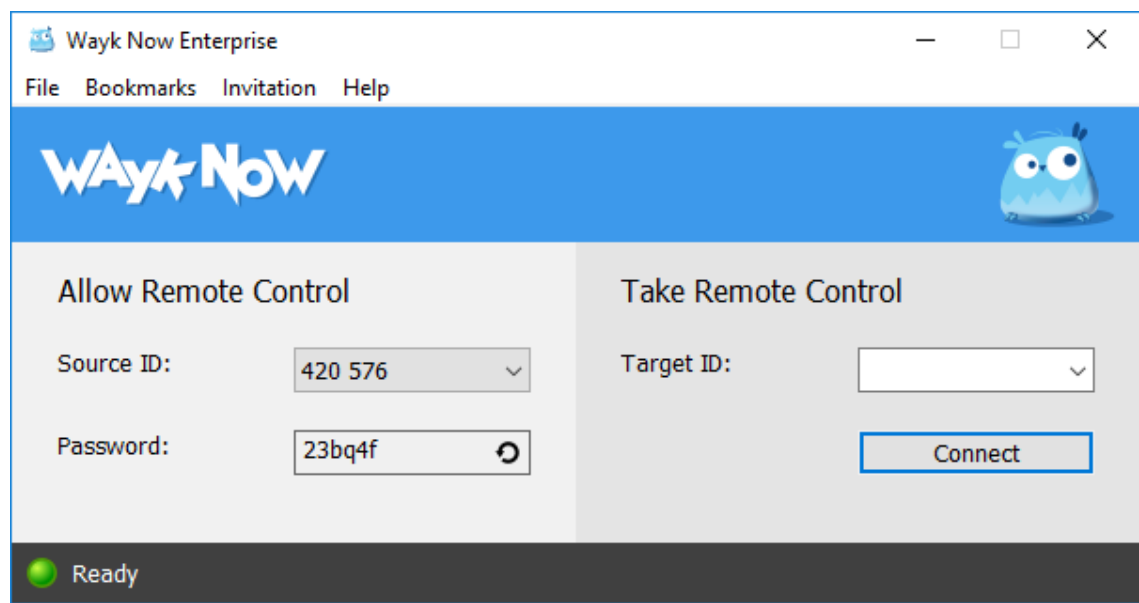 Wayk Now Enterprise
File Bookmarks Invitation Help
WAYK NOW
Allow Remote Control
Source ID: 420 576
Password: 23bq4f
Take Remote Control
Target ID:
Connect
Ready